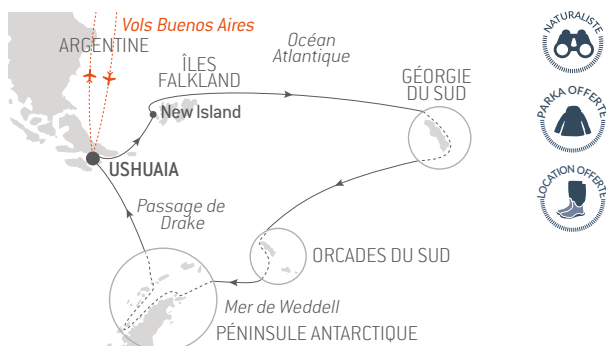 Vols Buenos Aires
ARGENTINE
Océan
Atlantique
ÎLES
FALKLAND
New Island
GÉORGIE
DU SUD
USHUAIA
Passage de
Drake
ORCADES DU SUD
Mer de Weddell
PÉNINSULE ANTARCTIQUE
NATURALISTE
PARKA OFFERTE
LOCATION OFFERTE